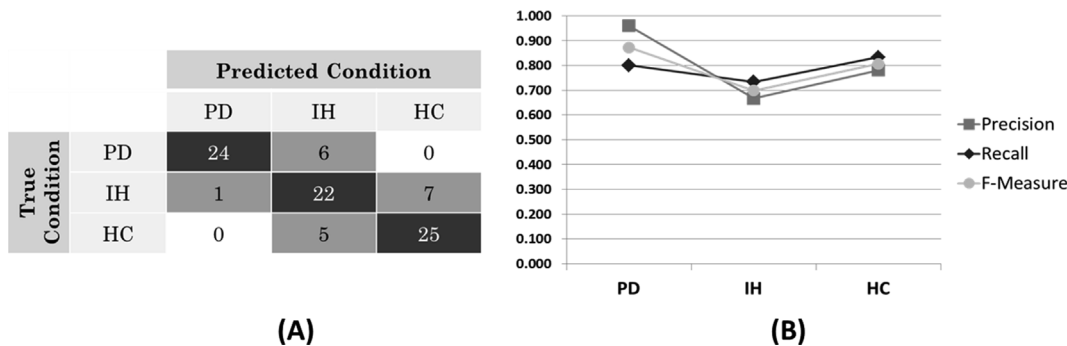 Predicted Condition
PD IH HC
True Condition
PD 24 6 0
IH 1 22 7
HC 0 5 25
(A)
1.000
0.900
0.800
0.700
0.600
0.500
0.400
0.300
0.200
0.100
0.000
PD IH HC
Precision
Recall
F-Measure
(B)